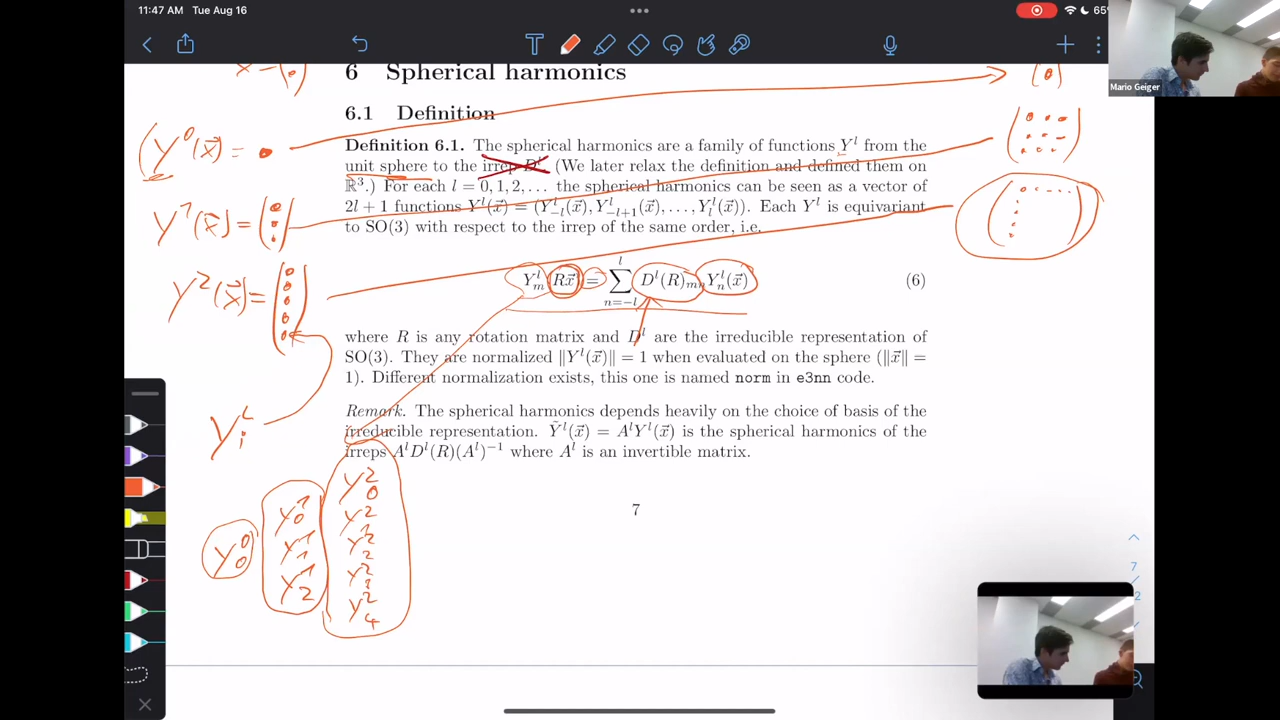 11:47 AM Tue Aug 16
65%
Mario Geiger
6 Spherical harmonics
6.1 Definition
Definition 6.1. The spherical harmonics are a family of functions Y^l from the
unit sphere to the irrep D^l (We later relax the definition and defined them on
ℝ³.) For each l = 0, 1, 2, ... the spherical harmonics can be seen as a vector of
2l + 1 functions Y^l(x⃗) = (Y^l_{-l}(x⃗), Y^l_{-l+1}(x⃗), ..., Y^l_l(x⃗)). Each Y^l is equivariant
to SO(3) with respect to the irrep of the same order, i.e.
Y^l_m(Rx⃗) = ∑_{n=-l}^{l} D^l(R)_{mn} Y^l_n(x⃗) (6)
where R is any rotation matrix and D^l are the irreducible representation of
SO(3). They are normalized ‖Y^l(x⃗)‖ = 1 when evaluated on the sphere (‖x⃗‖ =
1). Different normalization exists, this one is named norm in e3nn code.
Remark. The spherical harmonics depends heavily on the choice of basis of the
irreducible representation. Ỹ^l(x⃗) = A^l Y^l(x⃗) is the spherical harmonics of the
irreps A^l D^l(R)(A^l)^{-1} where A^l is an invertible matrix.
7
Y^0(x⃗) =
Y^1(x⃗) =
Y^2(x⃗) =
Y^l_i
Y^0_0
Y^1_0
Y^1_1
Y^1_2
Y^2_0
Y^2_1
Y^2_2
Y^2_3
Y^2_4